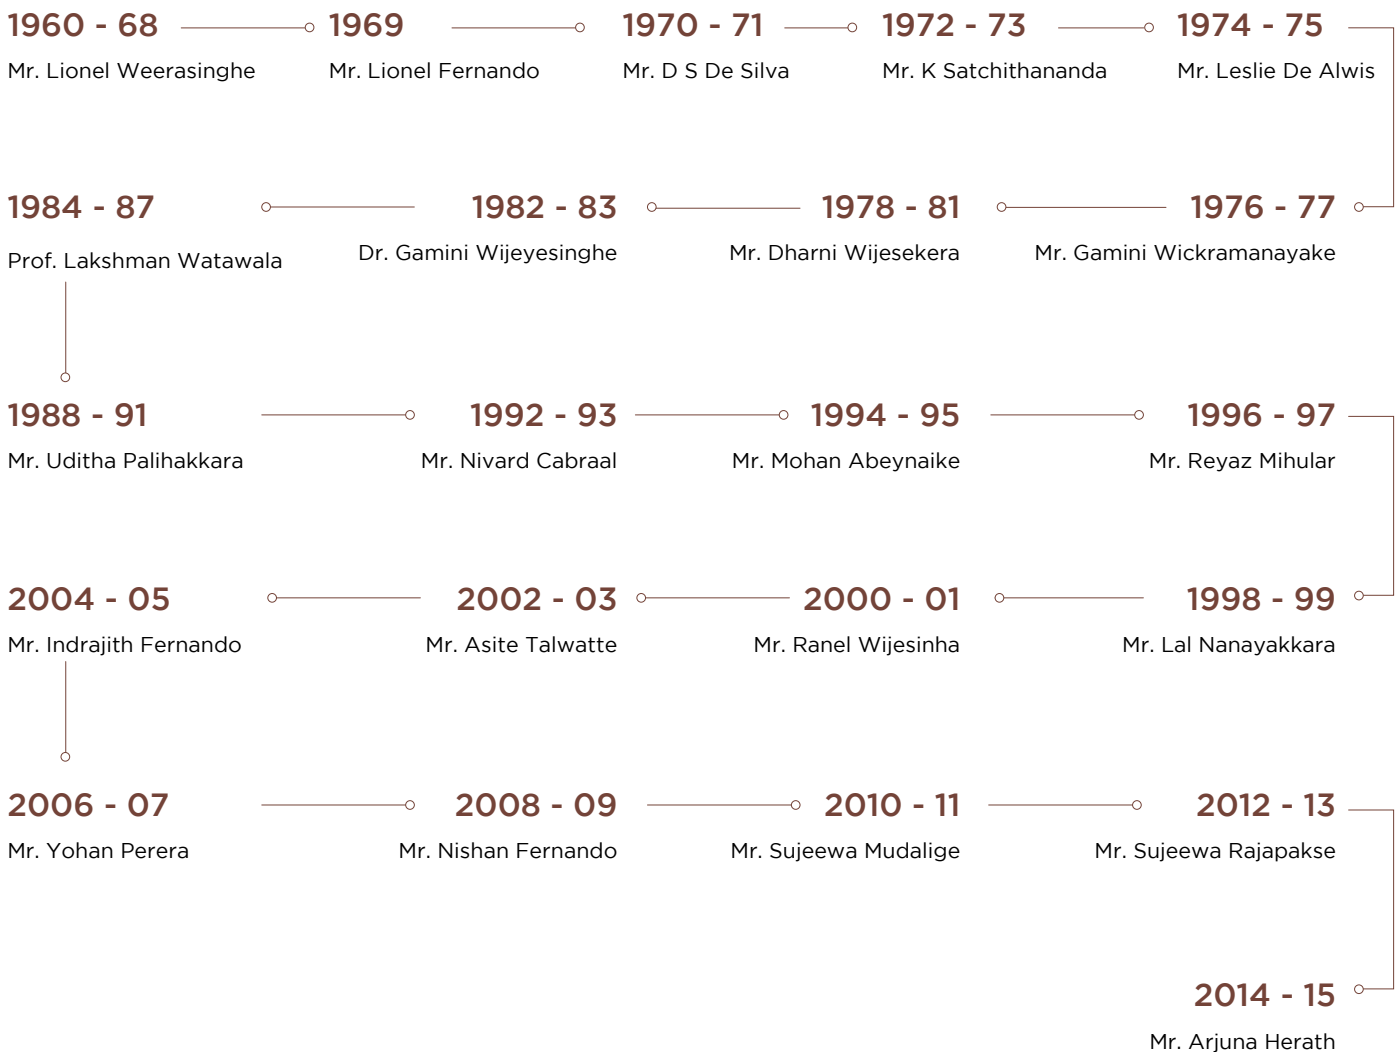 1960 - 68
Mr. Lionel Weerasinghe
1969
Mr. Lionel Fernando
1970 - 71
Mr. D S De Silva
1972 - 73
Mr. K Satchithananda
1974 - 75
Mr. Leslie De Alwis
1976 - 77
Mr. Gamini Wickramanayake
1978 - 81
Mr. Dharni Wijesekera
1982 - 83
Dr. Gamini Wijeyesinghe
1984 - 87
Prof. Lakshman Watawala
1988 - 91
Mr. Uditha Palihakkara
1992 - 93
Mr. Nivard Cabraal
1994 - 95
Mr. Mohan Abeynaike
1996 - 97
Mr. Reyaz Mihular
1998 - 99
Mr. Lal Nanayakkara
2000 - 01
Mr. Ranel Wijesinha
2002 - 03
Mr. Asite Talwatte
2004 - 05
Mr. Indrajith Fernando
2006 - 07
Mr. Yohan Perera
2008 - 09
Mr. Nishan Fernando
2010 - 11
Mr. Sujeewa Mudalige
2012 - 13
Mr. Sujeewa Rajapakse
2014 - 15
Mr. Arjuna Herath